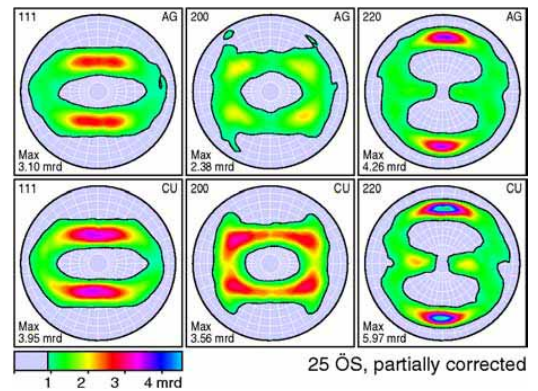 111 AG
200 AG
220 AG
Max
3.10 mrd
Max
2.38 mrd
Max
4.26 mrd
111 CU
200 CU
220 CU
Max
3.95 mrd
Max
3.56 mrd
Max
5.97 mrd
1 2 3 4 mrd
25 ÖS, partially corrected